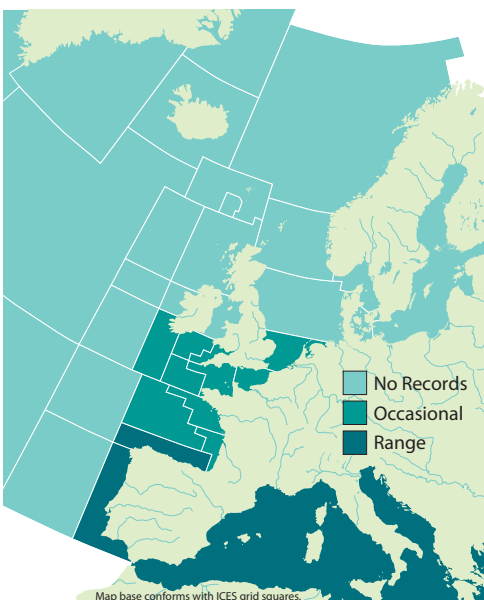 No Records
Occasional
Range
Map base conforms with ICES grid squares.